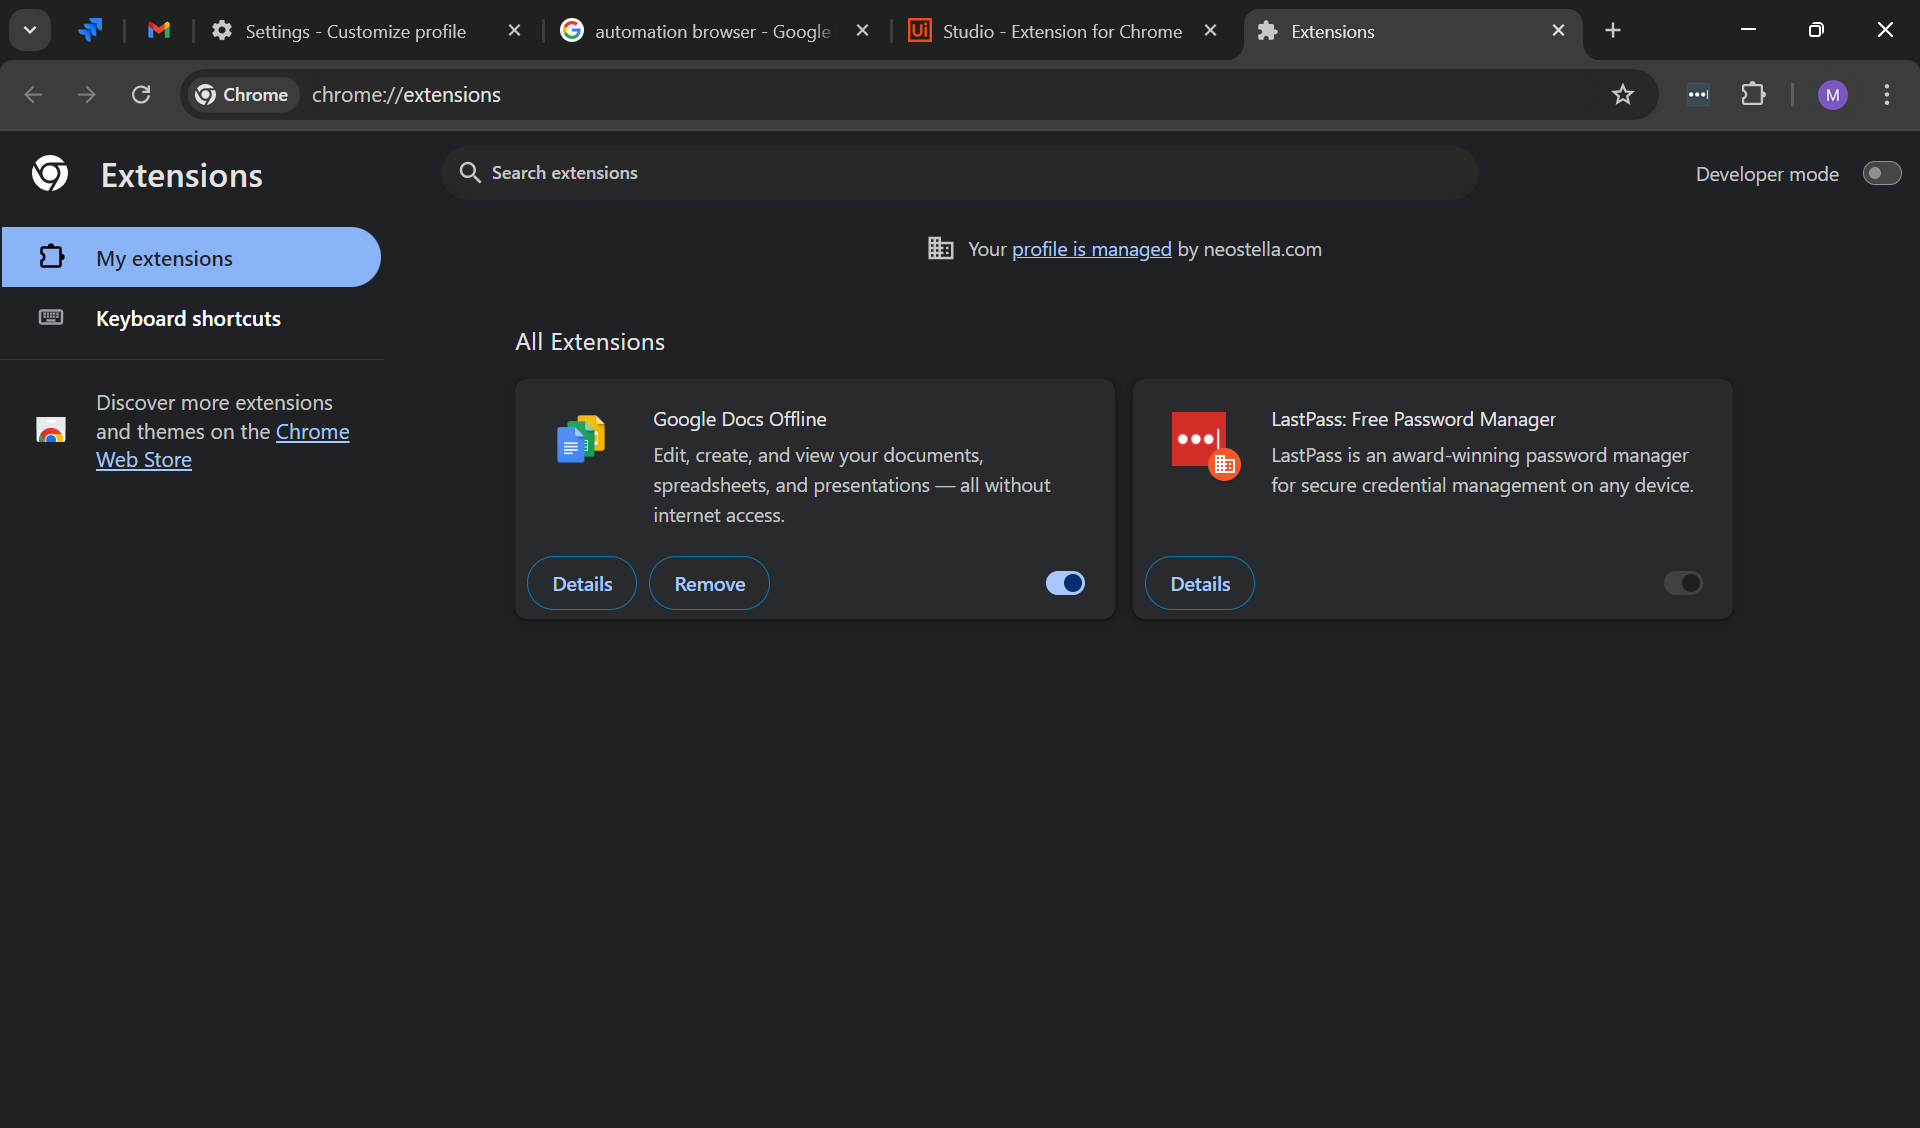 Settings - Customize profile
automation browser - Google
Ui Studio - Extension for Chrome
Extensions
Chrome chrome://extensions
M
Extensions
Search extensions
Developer mode
My extensions
Your profile is managed by neostella.com
Keyboard shortcuts
All Extensions
Discover more extensions
and themes on the Chrome
Web Store
Google Docs Offline
Edit, create, and view your documents,
spreadsheets, and presentations — all without
internet access.
Details
Remove
LastPass: Free Password Manager
LastPass is an award-winning password manager
for secure credential management on any device.
Details